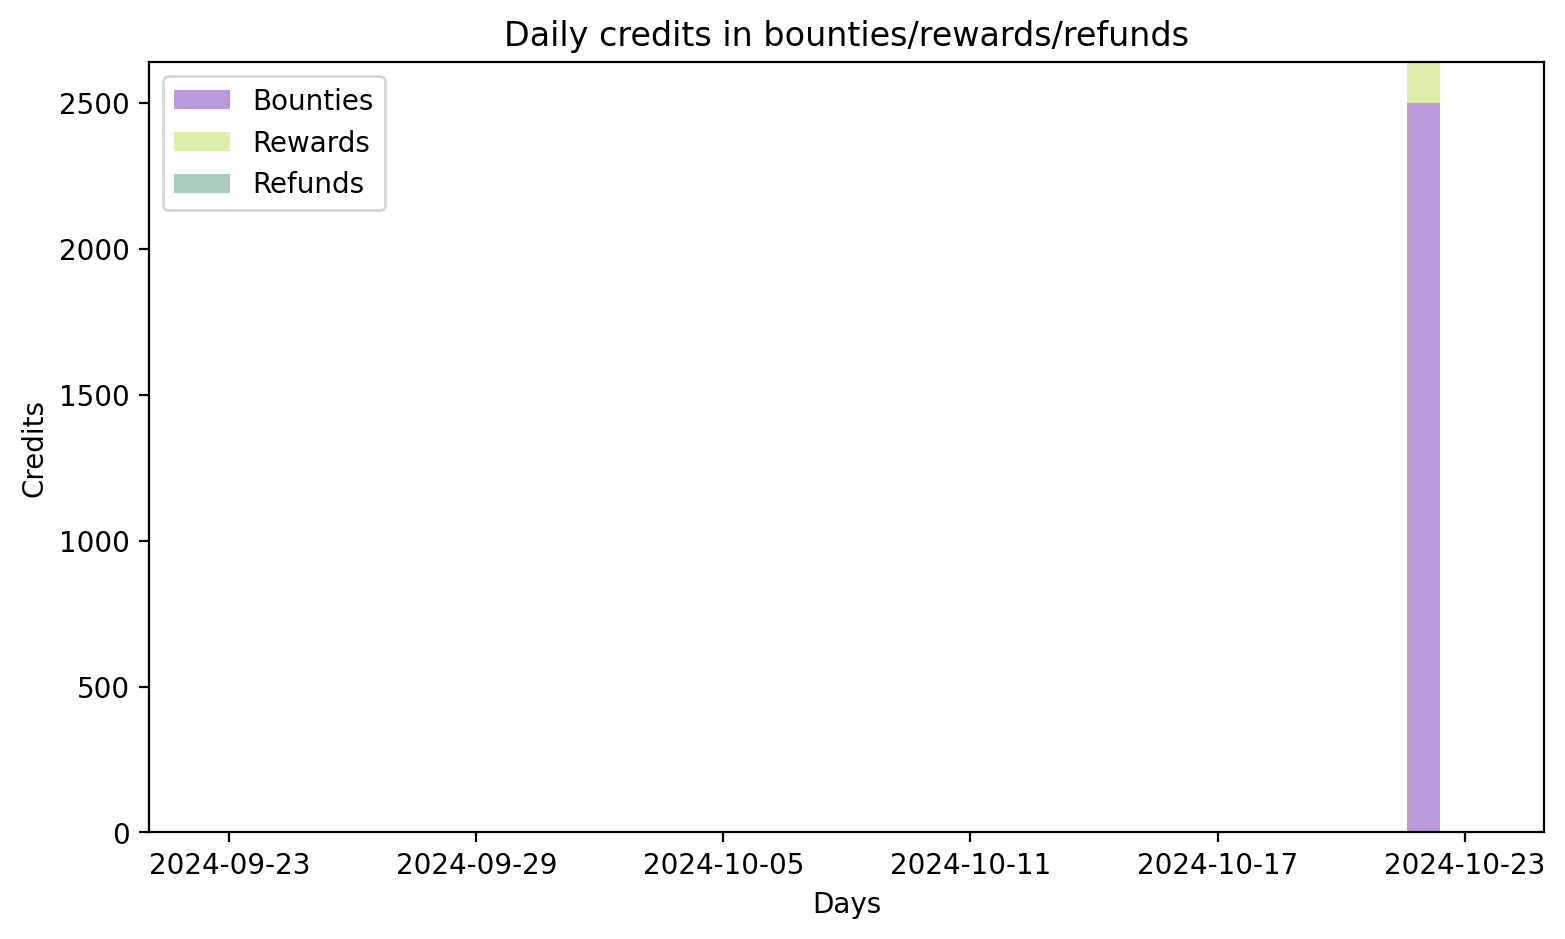 Daily credits in bounties/rewards/refunds
Bounties
Rewards
Refunds
2500
2000
1500
1000
500
0
Credits
2024-09-23
2024-09-29
2024-10-05
2024-10-11
2024-10-17
2024-10-23
Days